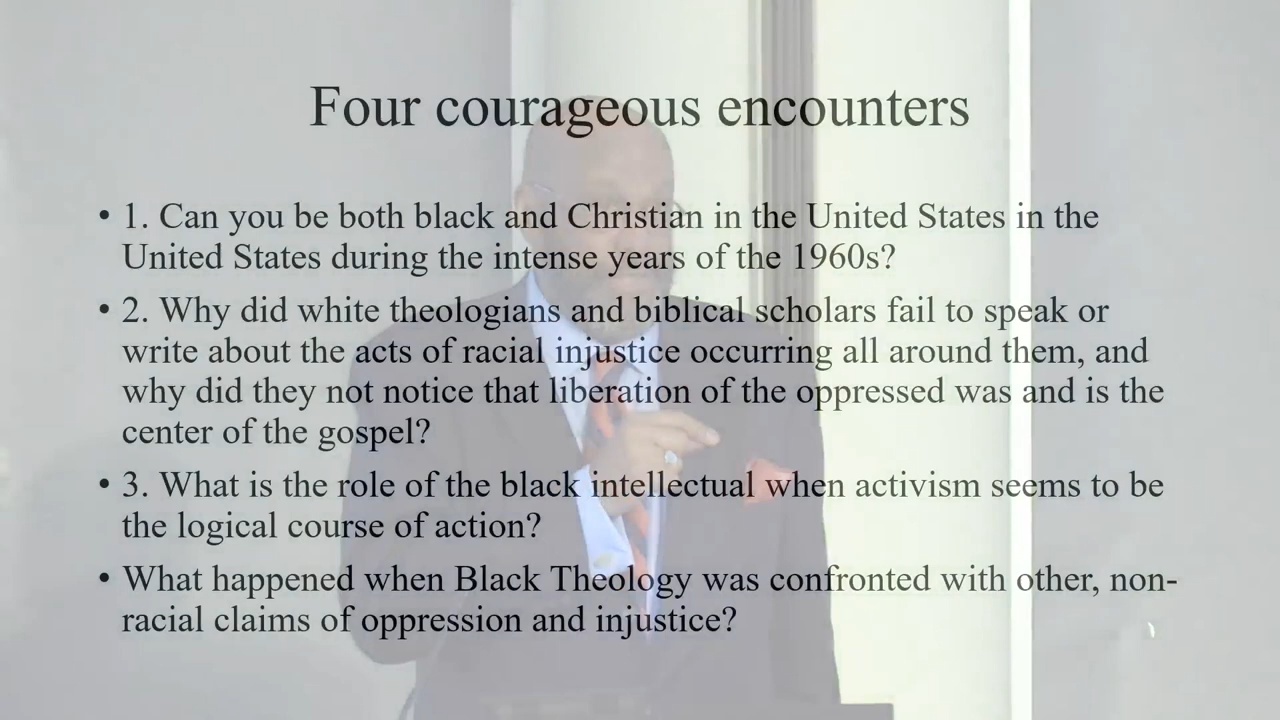 Four courageous encounters
• 1. Can you be both black and Christian in the United States in the
United States during the intense years of the 1960s?
• 2. Why did white theologians and biblical scholars fail to speak or
write about the acts of racial injustice occurring all around them, and
why did they not notice that liberation of the oppressed was and is the
center of the gospel?
• 3. What is the role of the black intellectual when activism seems to be
the logical course of action?
• What happened when Black Theology was confronted with other, non-
racial claims of oppression and injustice?